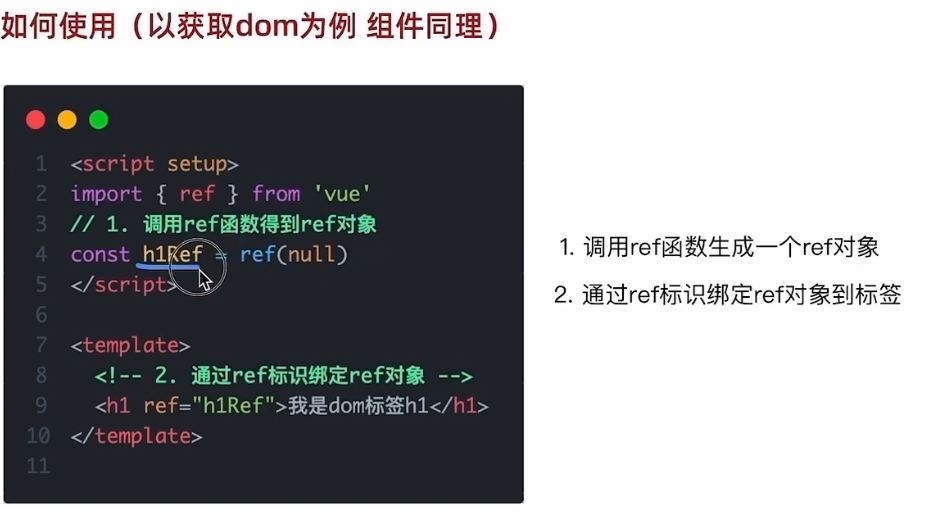 如何使用（以获取dom为例 组件同理）
1 <script setup>
2 import { ref } from 'vue'
3 // 1. 调用ref函数得到ref对象
4 const h1Ref = ref(null)
5 </script>
6
7 <template>
8 <!-- 2. 通过ref标识绑定ref对象 -->
9 <h1 ref="h1Ref">我是dom标签h1</h1>
10 </template>
11
1. 调用ref函数生成一个ref对象
2. 通过ref标识绑定ref对象到标签